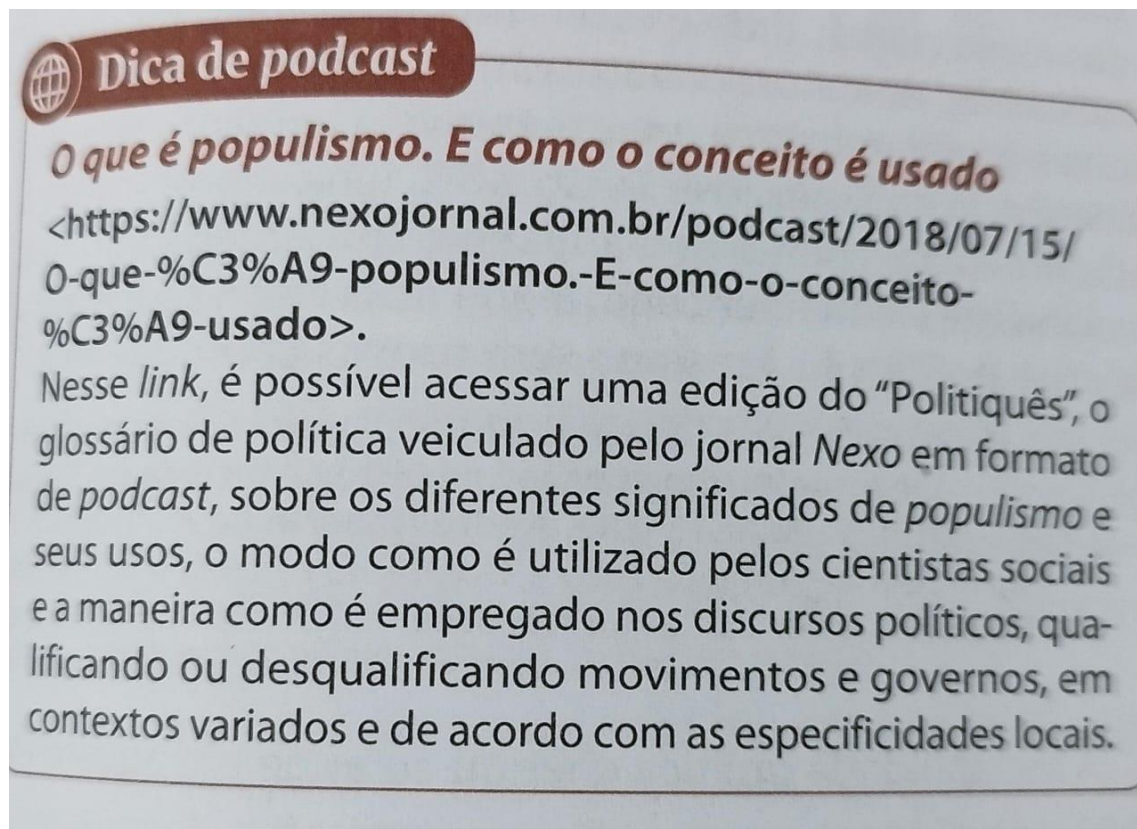 Dica de podcast
O que é populismo. E como o conceito é usado
<https://www.nexojornal.com.br/podcast/2018/07/15/
O-que-%C3%A9-populismo.-E-como-o-conceito-
%C3%A9-usado>.
Nesse link, é possível acessar uma edição do “Politiquês”, o
glossário de política veiculado pelo jornal Nexo em formato
de podcast, sobre os diferentes significados de populismo e
seus usos, o modo como é utilizado pelos cientistas sociais
e a maneira como é empregado nos discursos políticos, qua-
lificando ou desqualificando movimentos e governos, em
contextos variados e de acordo com as especificidades locais.